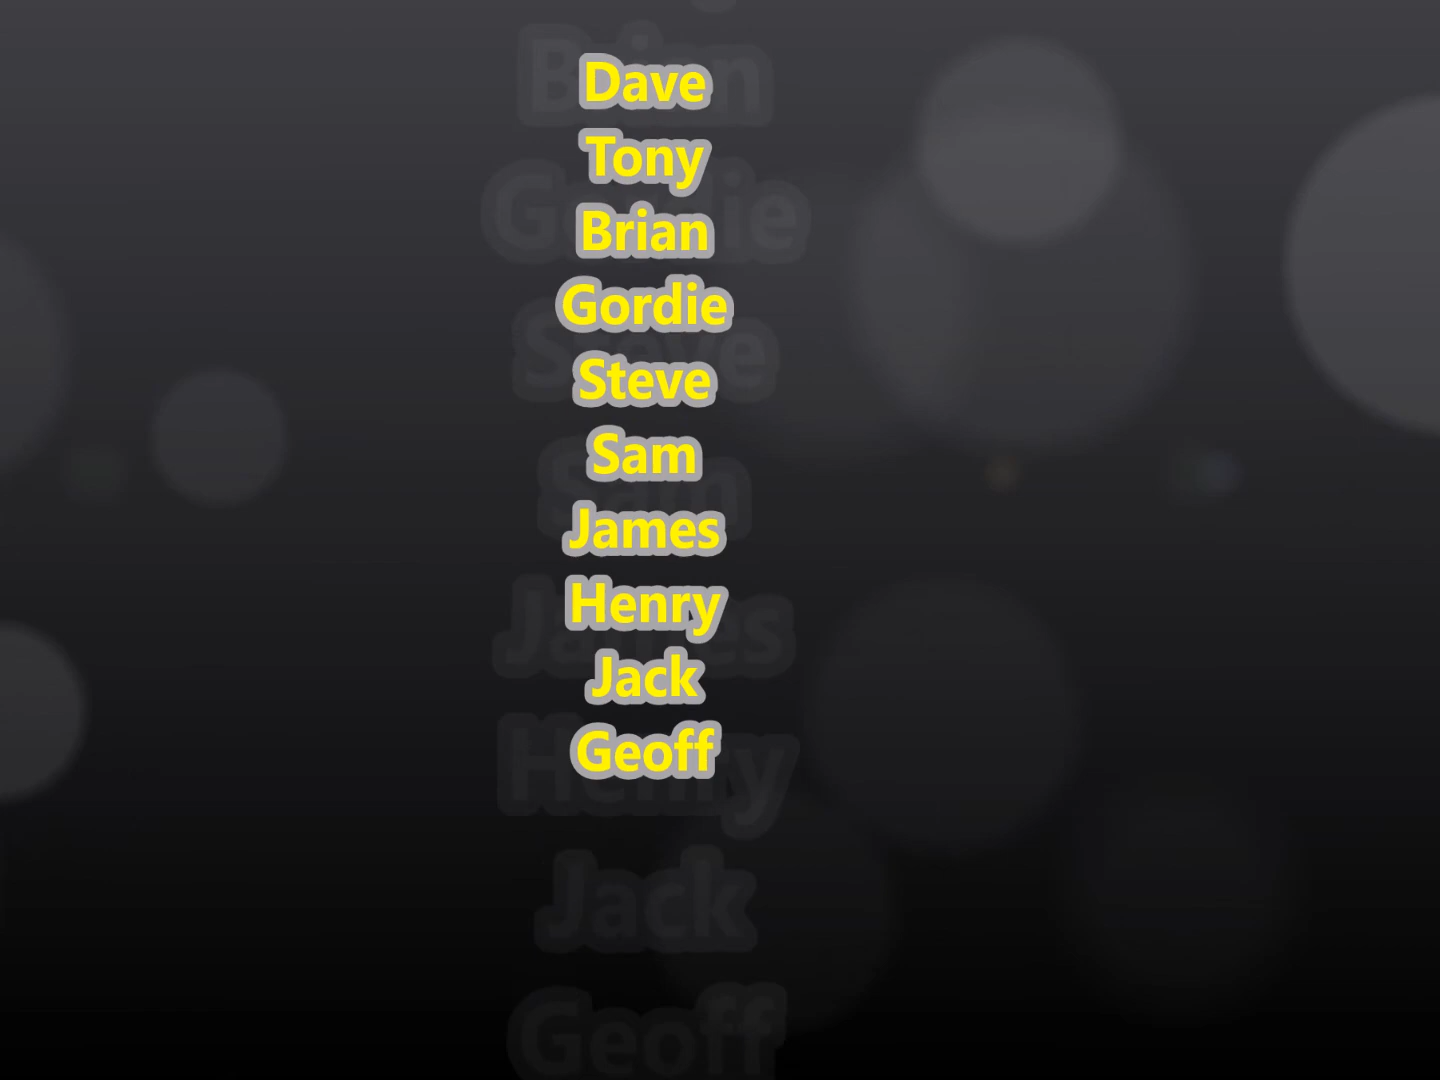 Dave
Tony
Brian
Gordie
Steve
Sam
James
Henry
Jack
Geoff